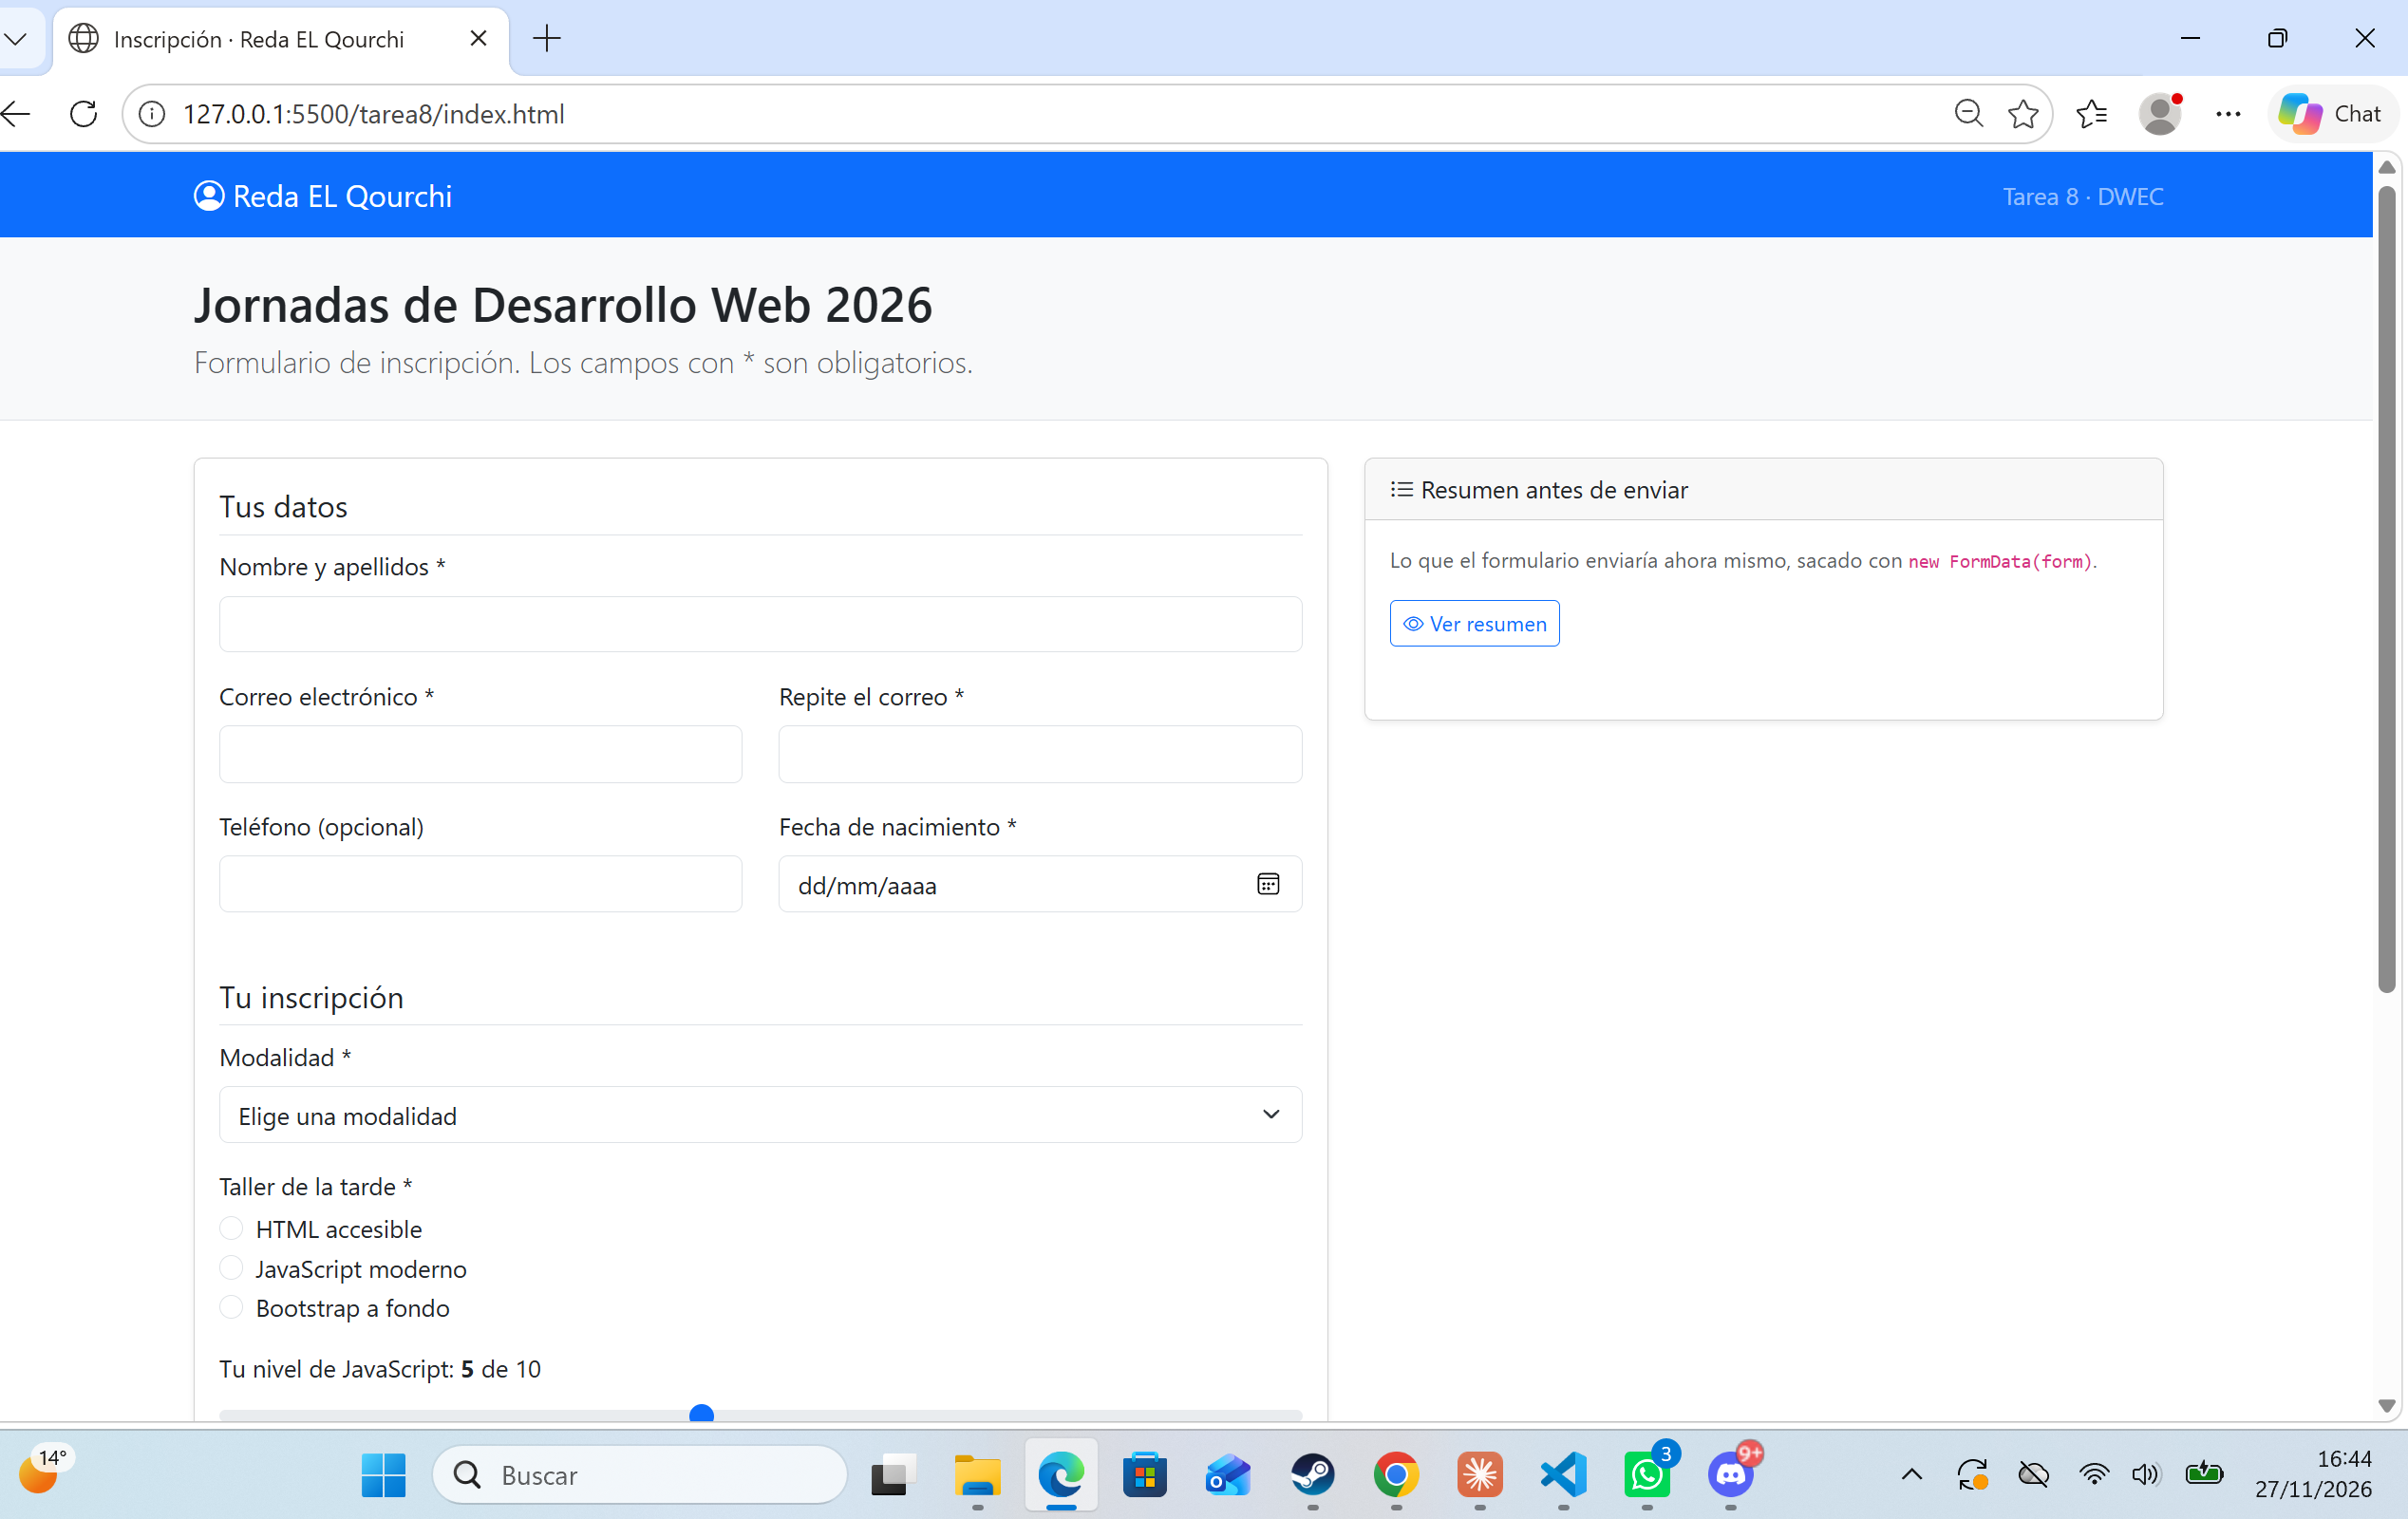 Inscripción · Reda EL Qourchi
127.0.0.1:5500/tarea8/index.html
Chat
Reda EL Qourchi
Tarea 8 · DWEC
Jornadas de Desarrollo Web 2026
Formulario de inscripción. Los campos con * son obligatorios.
Tus datos
Nombre y apellidos *
Correo electrónico *
Repite el correo *
Teléfono (opcional)
Fecha de nacimiento *
dd/mm/aaaa
Tu inscripción
Modalidad *
Elige una modalidad
Taller de la tarde *
HTML accesible
JavaScript moderno
Bootstrap a fondo
Tu nivel de JavaScript: 5 de 10
Resumen antes de enviar
Lo que el formulario enviaría ahora mismo, sacado con new FormData(form).
Ver resumen
14°
Buscar
3
9+
16:44
27/11/2026